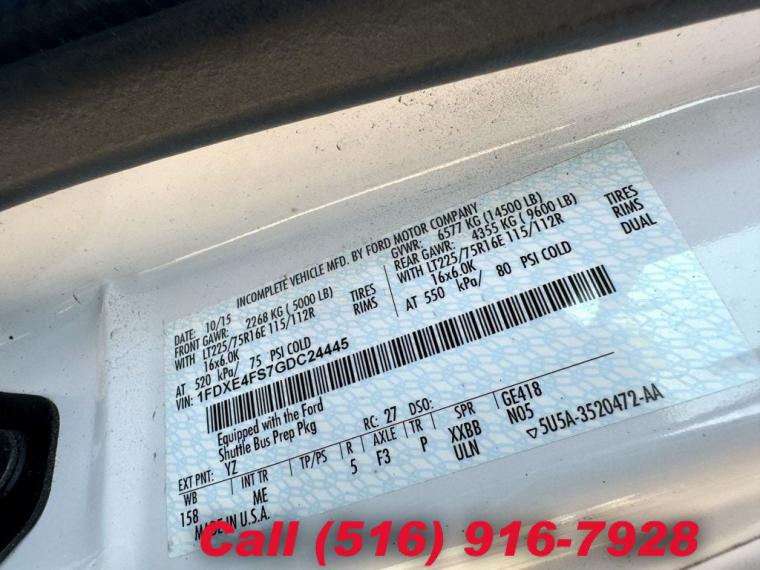 INCOMPLETE VEHICLE MFD. BY FORD MOTOR COMPANY
DATE: 10/15
GVWR: 6577 KG (14500 LB)
FRONT GAWR: 2268 KG (5000 LB)
REAR GAWR: 4355 KG (9600 LB)
WITH LT225/75R16E 115/112R TIRES
WITH LT225/75R16E 115/112R TIRES
16x6.0K RIMS
16x6.0K RIMS
AT 520 kPa/ 75 PSI COLD
AT 550 kPa/ 80 PSI COLD DUAL
VIN: 1FDXE4FS7GDC24445
Equipped with the Ford
Shuttle Bus Prep Pkg
RC: 27 DSO:
EXT PNT: YZ
WB INT TR TP/PS R AXLE TR SPR GE418
158 ME 5 F3 P XXBB N05
ULN
MADE IN U.S.A.
5U5A-3520472-AA
Call (516) 916-7928